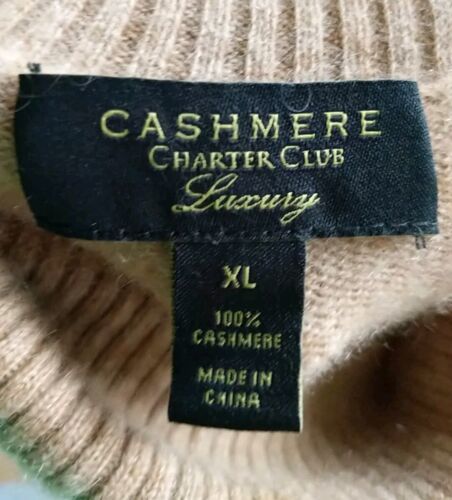 CASHMERE
CHARTER CLUB
Luxury
XL
100%
CASHMERE
MADE IN
CHINA